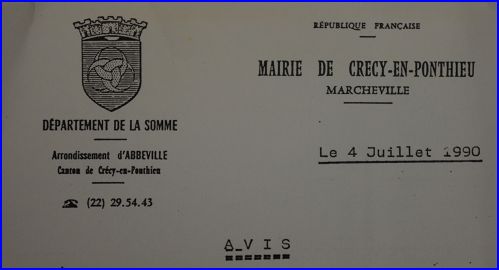 RÉPUBLIQUE FRANÇAISE
MAIRIE DE CRECY-EN-PONTHIEU
MARCHEVILLE
DÉPARTEMENT DE LA SOMME
Arrondissement d'ABBEVILLE
Canton de Crécy-en-Ponthieu
☎ (22) 29.54.43
Le 4 Juillet 1990
A V I S